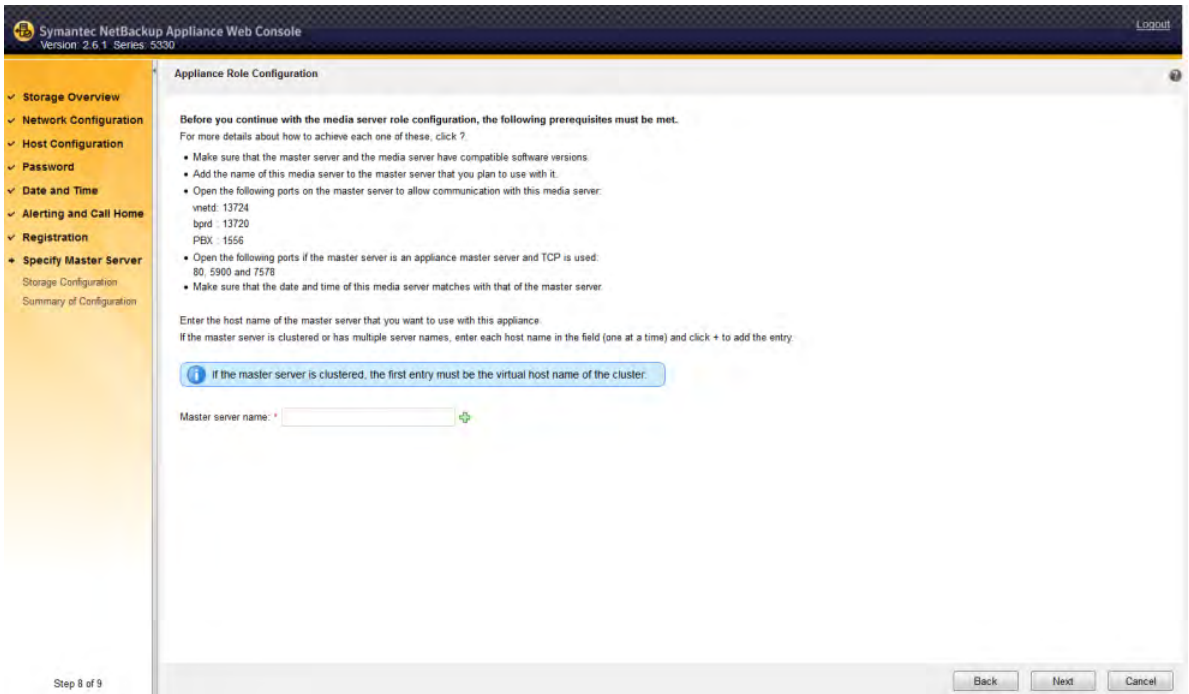 Symantec NetBackup Appliance Web Console
Version: 2.6.1 Series: 5330
Logout
✓ Storage Overview
✓ Network Configuration
✓ Host Configuration
✓ Password
✓ Date and Time
✓ Alerting and Call Home
✓ Registration
Specify Master Server
Storage Configuration
Summary of Configuration
Step 8 of 9
Appliance Role Configuration
Before you continue with the media server role configuration, the following prerequisites must be met.
For more details about how to achieve each one of these, click ?.
• Make sure that the master server and the media server have compatible software versions.
• Add the name of this media server to the master server that you plan to use with it.
• Open the following ports on the master server to allow communication with this media server:
vnetd: 13724
bprd : 13720
PBX : 1556
• Open the following ports if the master server is an appliance master server and TCP is used:
80, 5900 and 7578
• Make sure that the date and time of this media server matches with that of the master server.
Enter the host name of the master server that you want to use with this appliance.
If the master server is clustered or has multiple server names, enter each host name in the field (one at a time) and click + to add the entry.
If the master server is clustered, the first entry must be the virtual host name of the cluster.
Master server name: *
Back
Next
Cancel